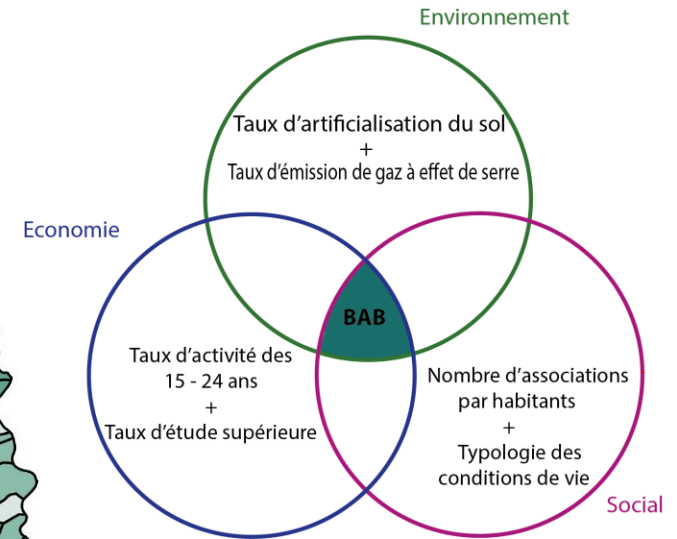 Environnement
Taux d'artificialisation du sol
+
Taux d'émission de gaz à effet de serre
Economie
BAB
Taux d'activité des
15 - 24 ans
+
Taux d'étude supérieure
Nombre d'associations
par habitants
+
Typologie des
conditions de vie
Social